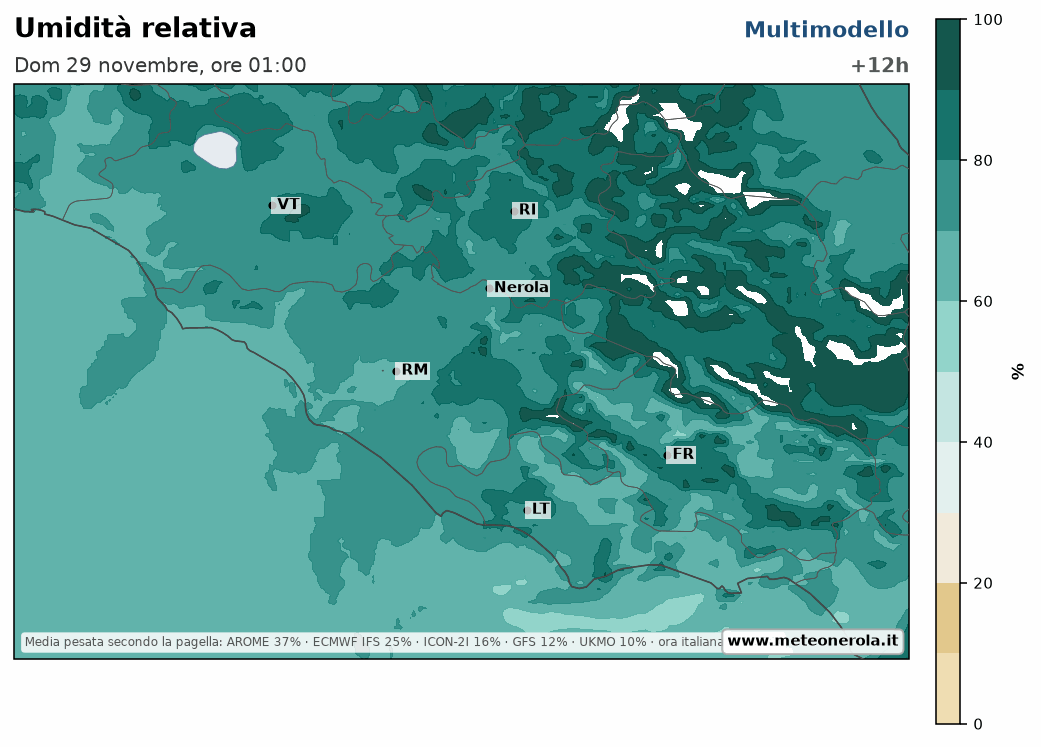 Umidità relativa
Multimodello
Dom 29 novembre, ore 01:00
+12h
100
80
60
40
20
0
%
VT
RI
Nerola
RM
FR
LT
Media pesata secondo la pagella: AROME 37% · ECMWF IFS 25% · ICON-2I 16% · GFS 12% · UKMO 10% · ora italiana
www.meteonerola.it